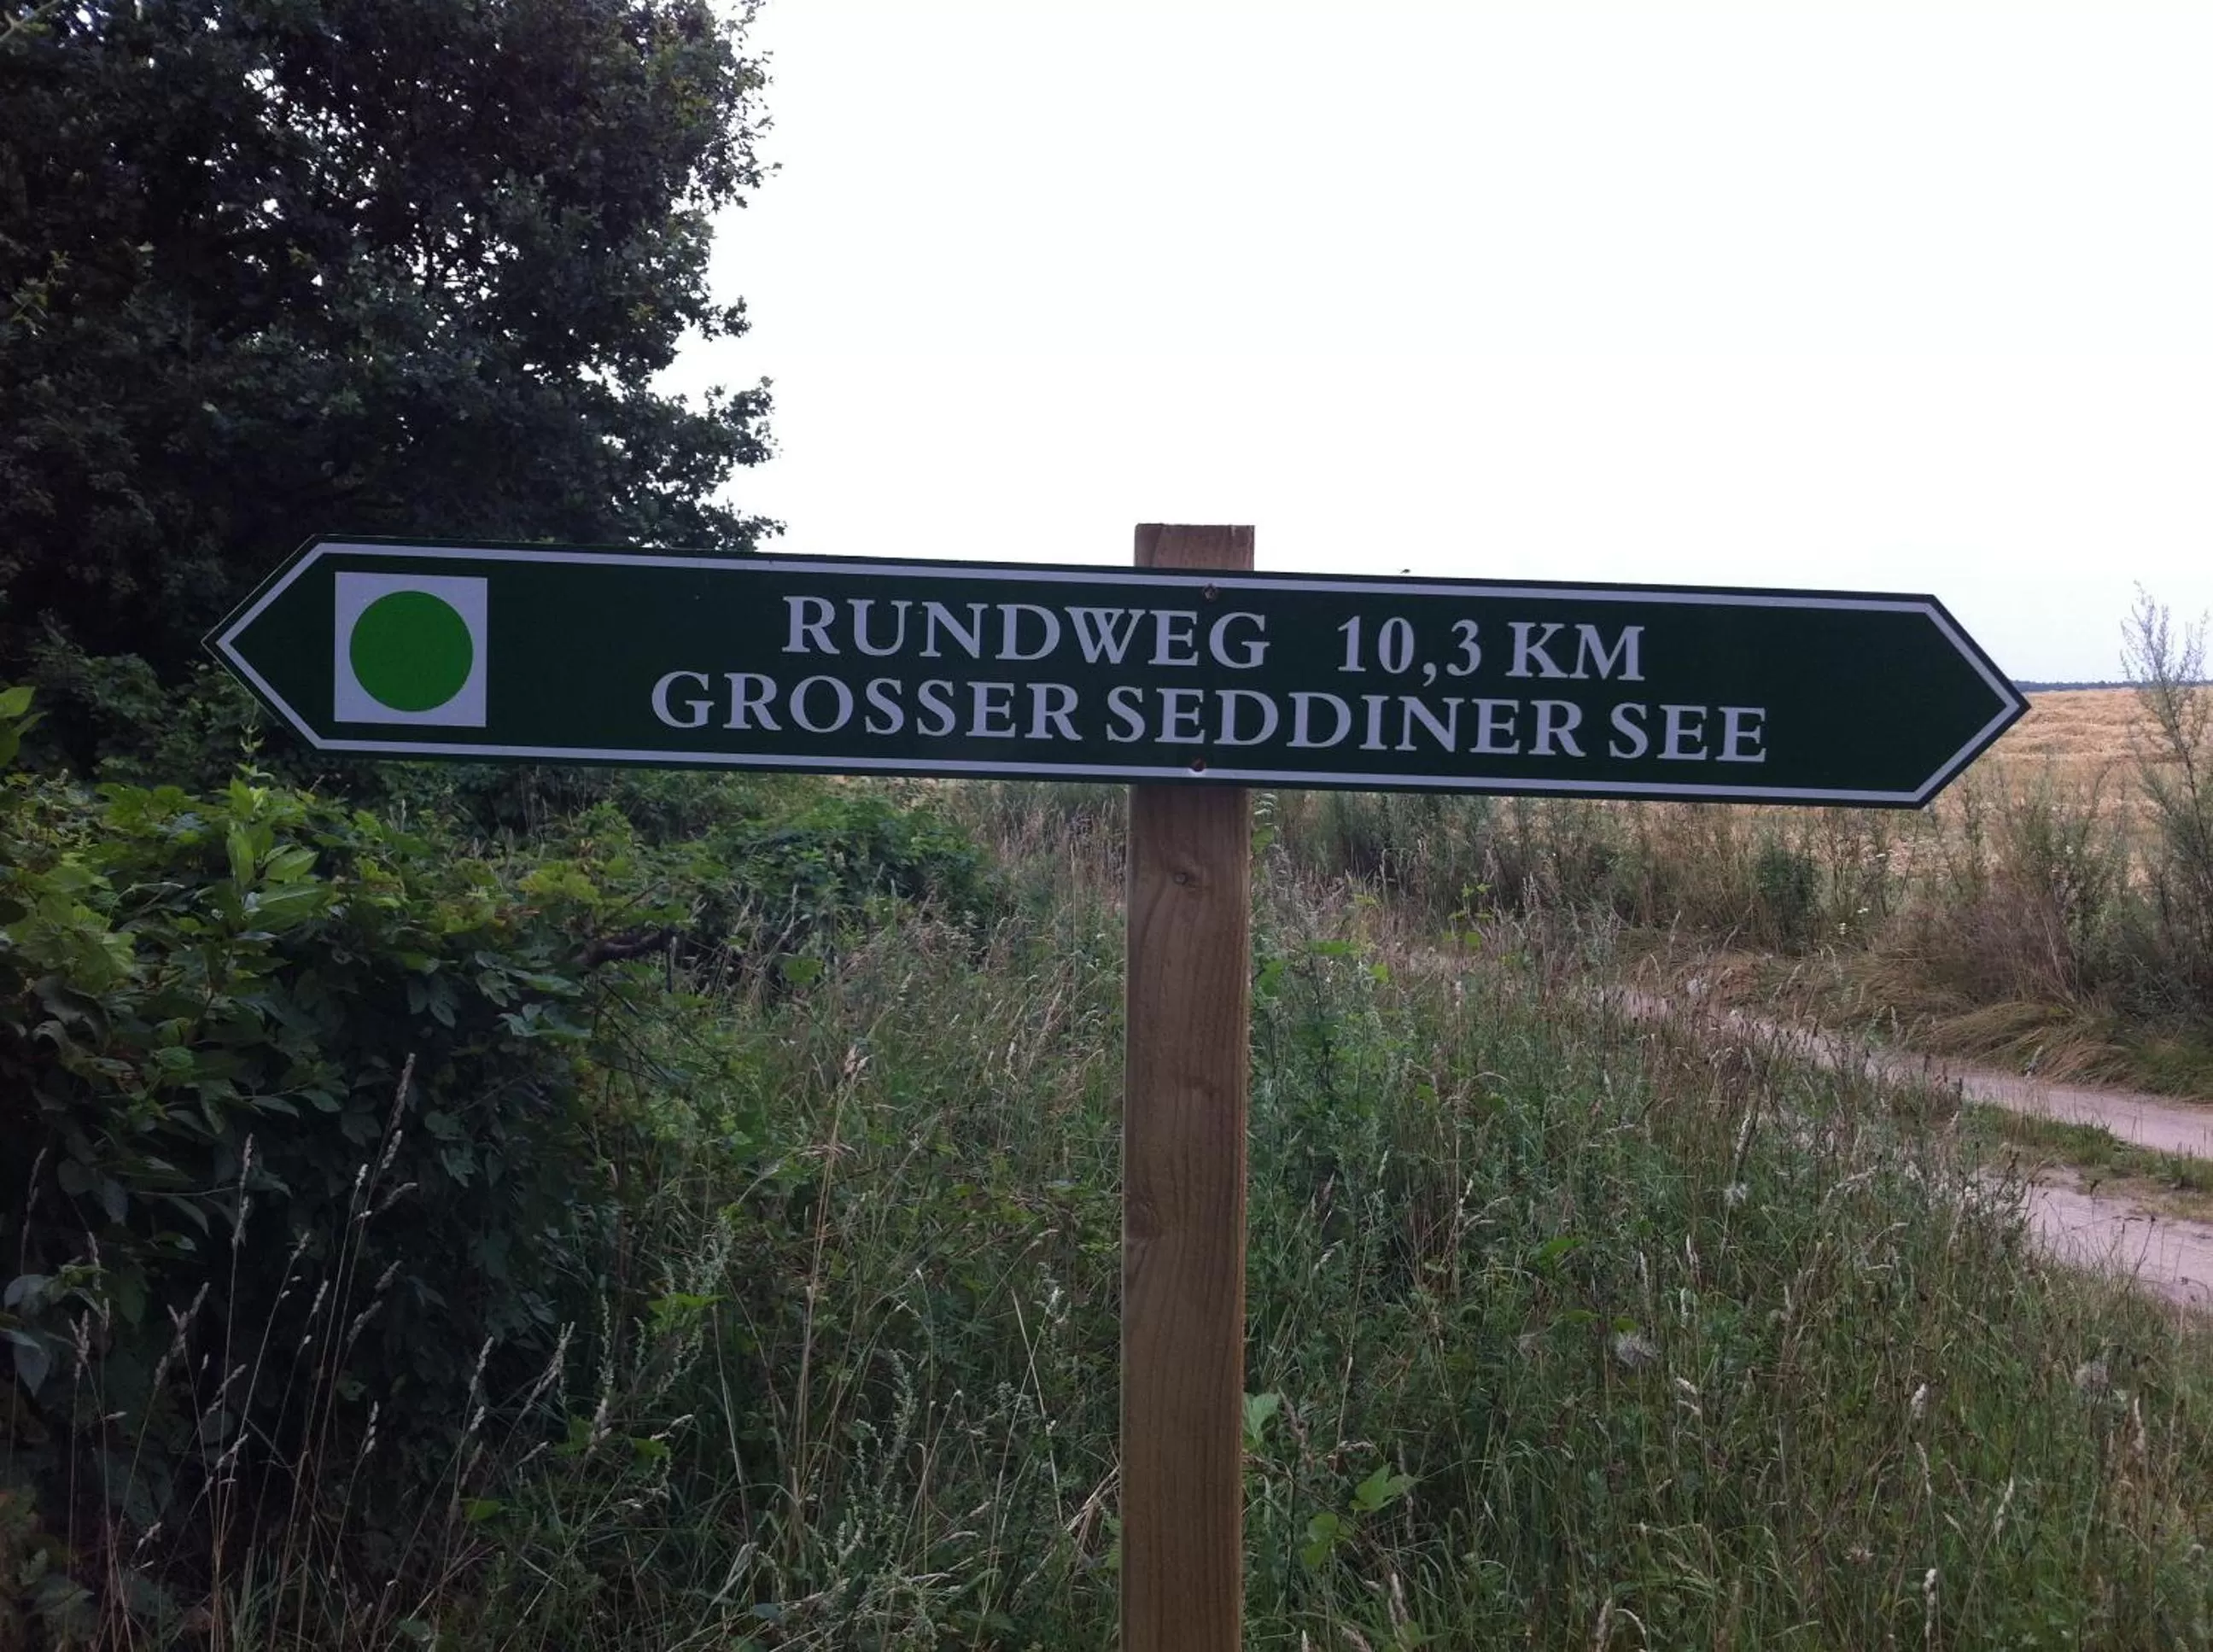 RUNDWEG 10,3 KM
GROSSER SEDDINER SEE